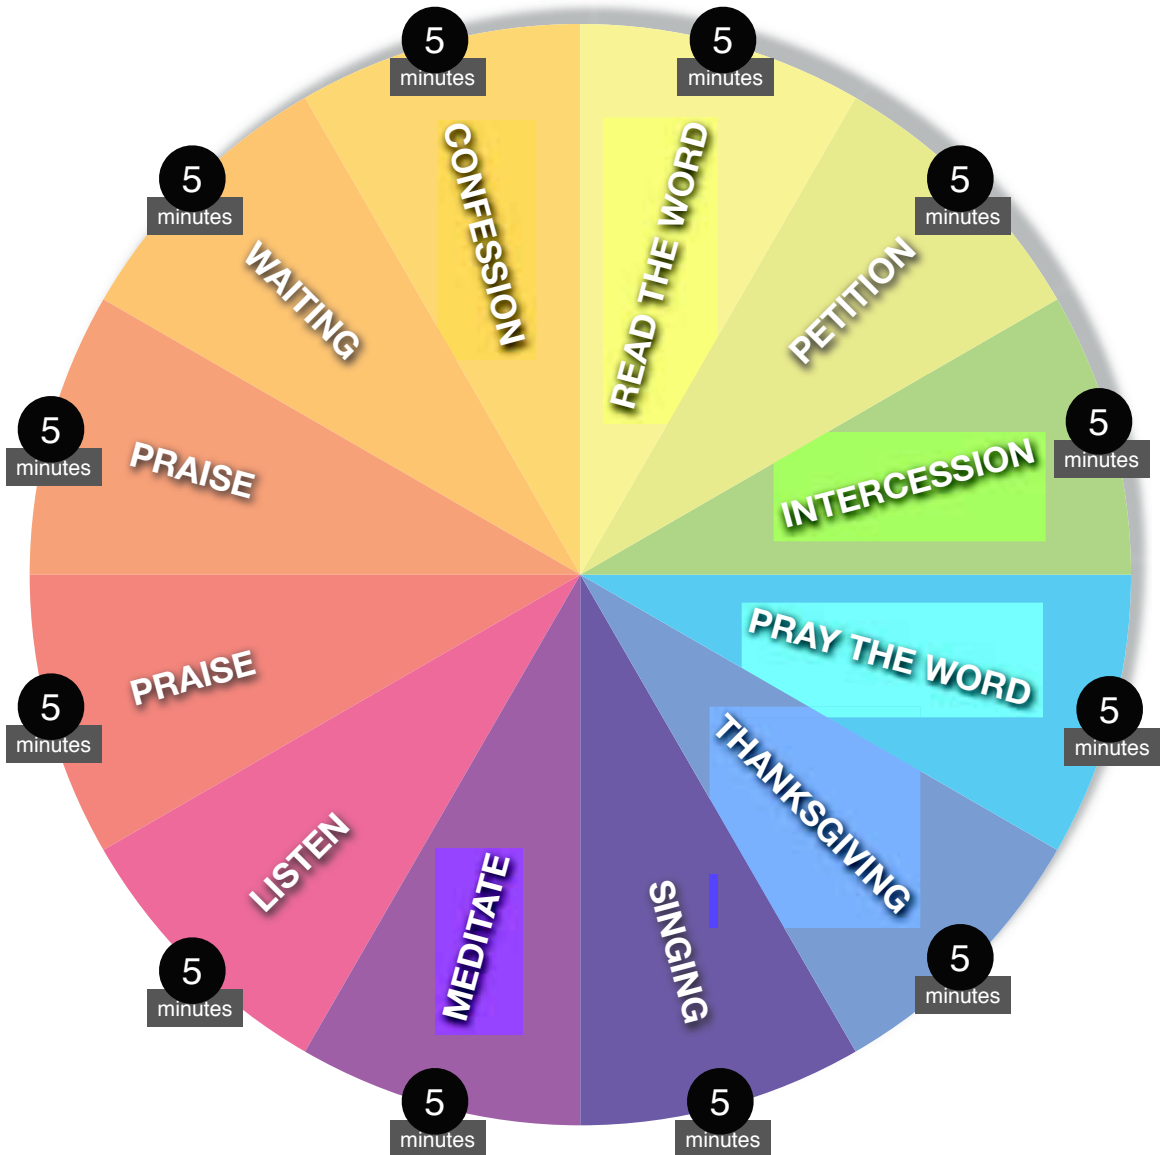 5
minutes
READ THE WORD
5
minutes
PETITION
5
minutes
INTERCESSION
5
minutes
PRAY THE WORD
5
minutes
THANKSGIVING
5
minutes
SINGING
5
minutes
MEDITATE
5
minutes
LISTEN
5
minutes
PRAISE
5
minutes
PRAISE
5
minutes
WAITING
5
minutes
CONFESSION